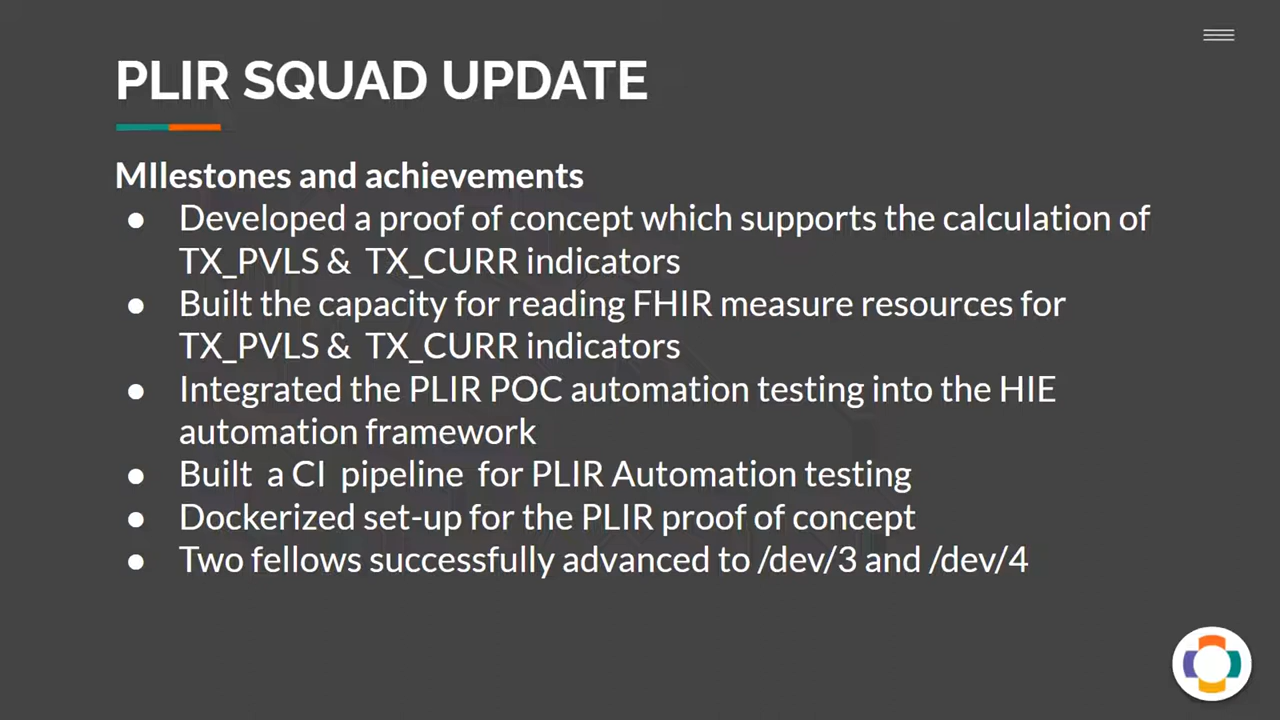 PLIR SQUAD UPDATE
MIlestones and achievements
● Developed a proof of concept which supports the calculation of
TX_PVLS & TX_CURR indicators
● Built the capacity for reading FHIR measure resources for
TX_PVLS & TX_CURR indicators
● Integrated the PLIR POC automation testing into the HIE
automation framework
● Built a CI pipeline for PLIR Automation testing
● Dockerized set-up for the PLIR proof of concept
● Two fellows successfully advanced to /dev/3 and /dev/4